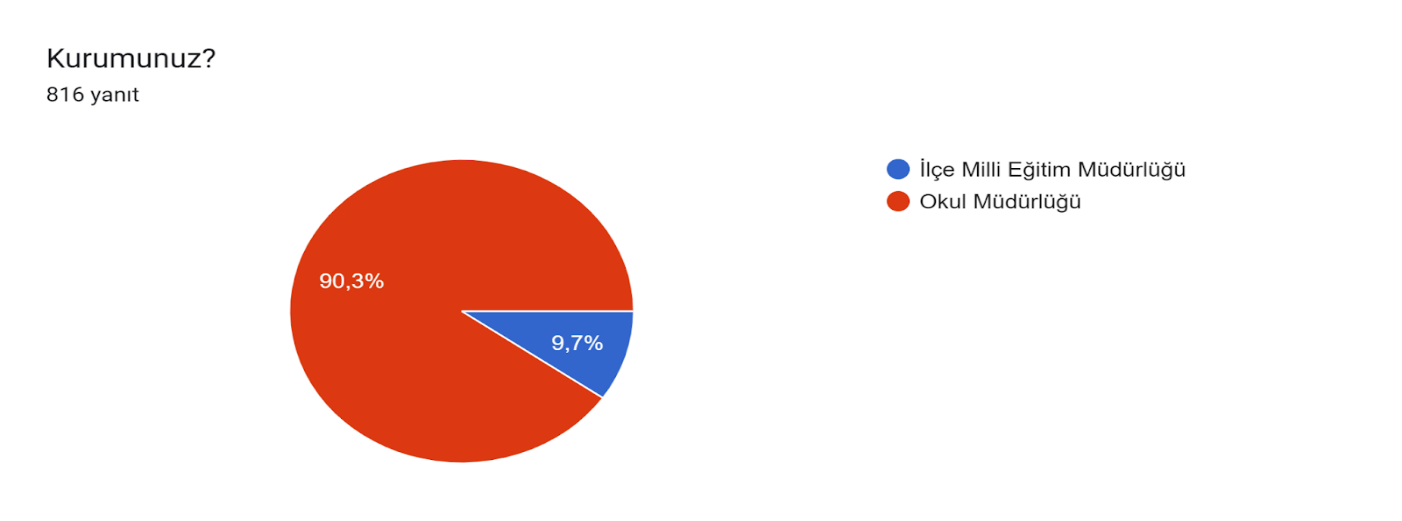 Kurumunuz?
816 yanıt
İlçe Milli Eğitim Müdürlüğü
Okul Müdürlüğü
90,3%
9,7%